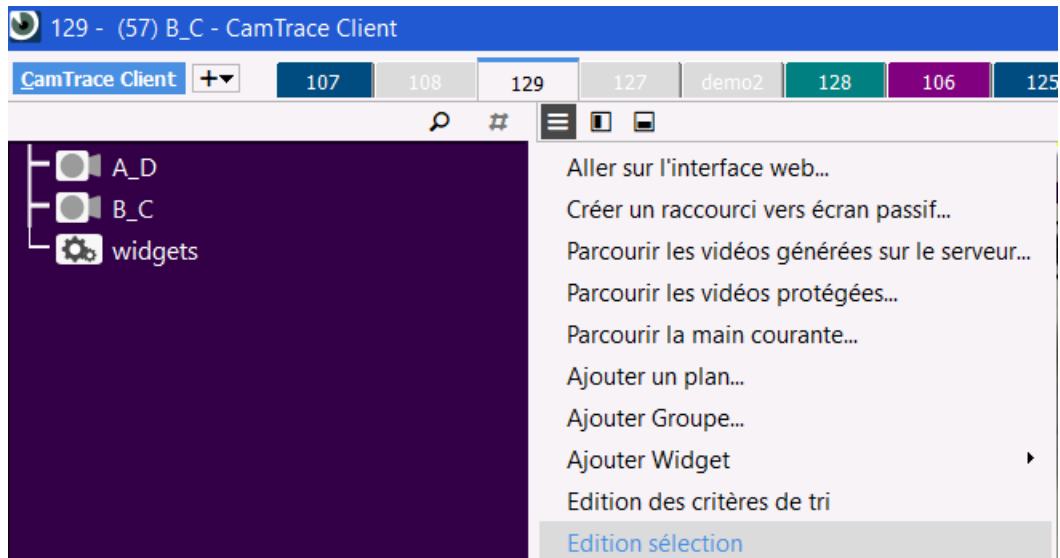 129 - (57) B_C - CamTrace Client
CamTrace Client 107 108 129 127 demo2 128 106 125
A_D
B_C
widgets
Aller sur l'interface web...
Créer un raccourci vers écran passif...
Parcourir les vidéos générées sur le serveur...
Parcourir les vidéos protégées...
Parcourir la main courante...
Ajouter un plan...
Ajouter Groupe...
Ajouter Widget
Edition des critères de tri
Edition sélection